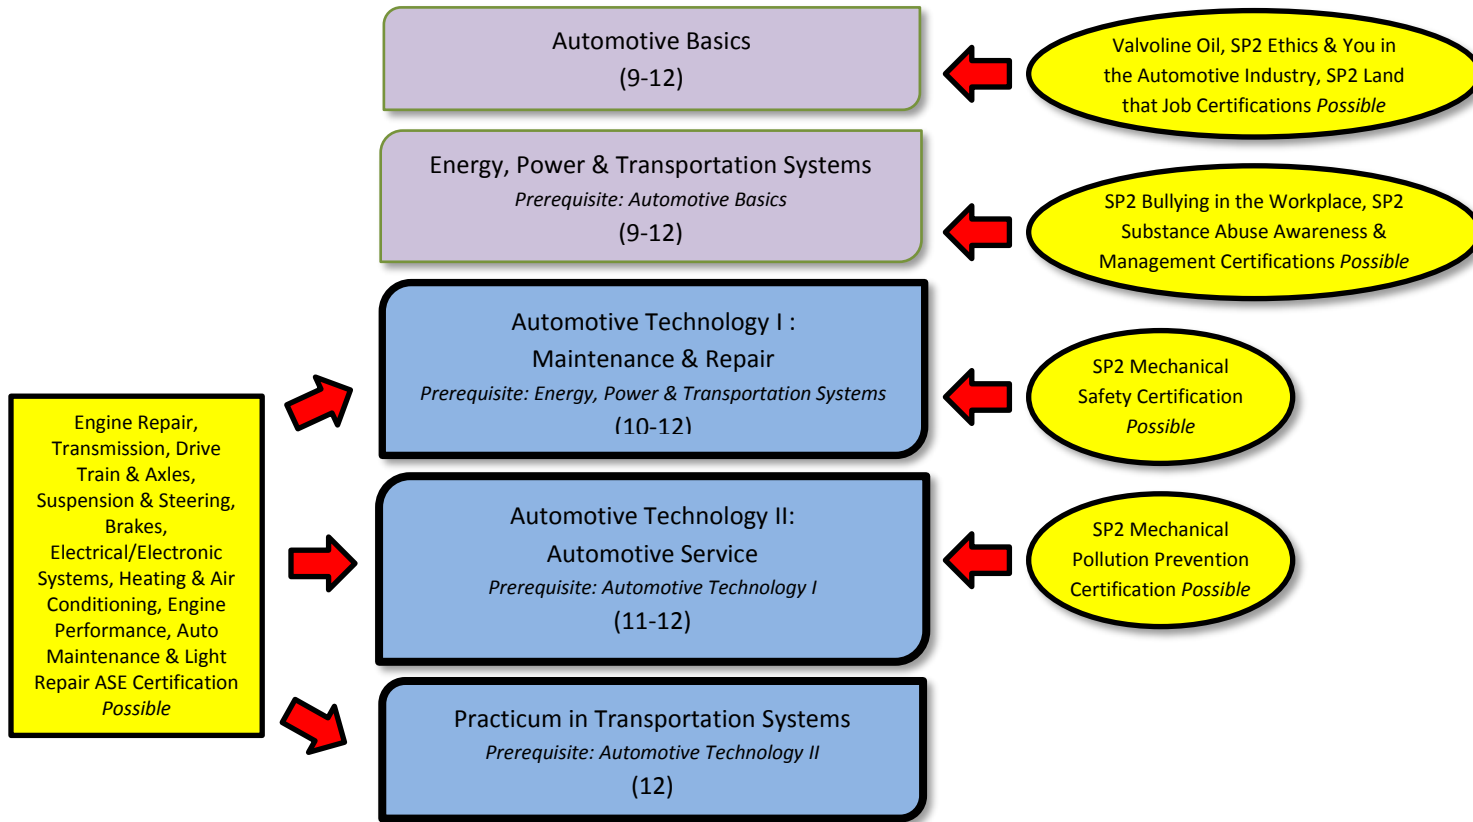 Automotive Basics
(9-12)
Valvoline Oil, SP2 Ethics & You in
the Automotive Industry, SP2 Land
that Job Certifications Possible
Energy, Power & Transportation Systems
Prerequisite: Automotive Basics
(9-12)
SP2 Bullying in the Workplace, SP2
Substance Abuse Awareness &
Management Certifications Possible
Automotive Technology I :
Maintenance & Repair
Prerequisite: Energy, Power & Transportation Systems
(10-12)
SP2 Mechanical
Safety Certification
Possible
Engine Repair,
Transmission, Drive
Train & Axles,
Suspension & Steering,
Brakes,
Electrical/Electronic
Systems, Heating & Air
Conditioning, Engine
Performance, Auto
Maintenance & Light
Repair ASE Certification
Possible
Automotive Technology II:
Automotive Service
Prerequisite: Automotive Technology I
(11-12)
SP2 Mechanical
Pollution Prevention
Certification Possible
Practicum in Transportation Systems
Prerequisite: Automotive Technology II
(12)